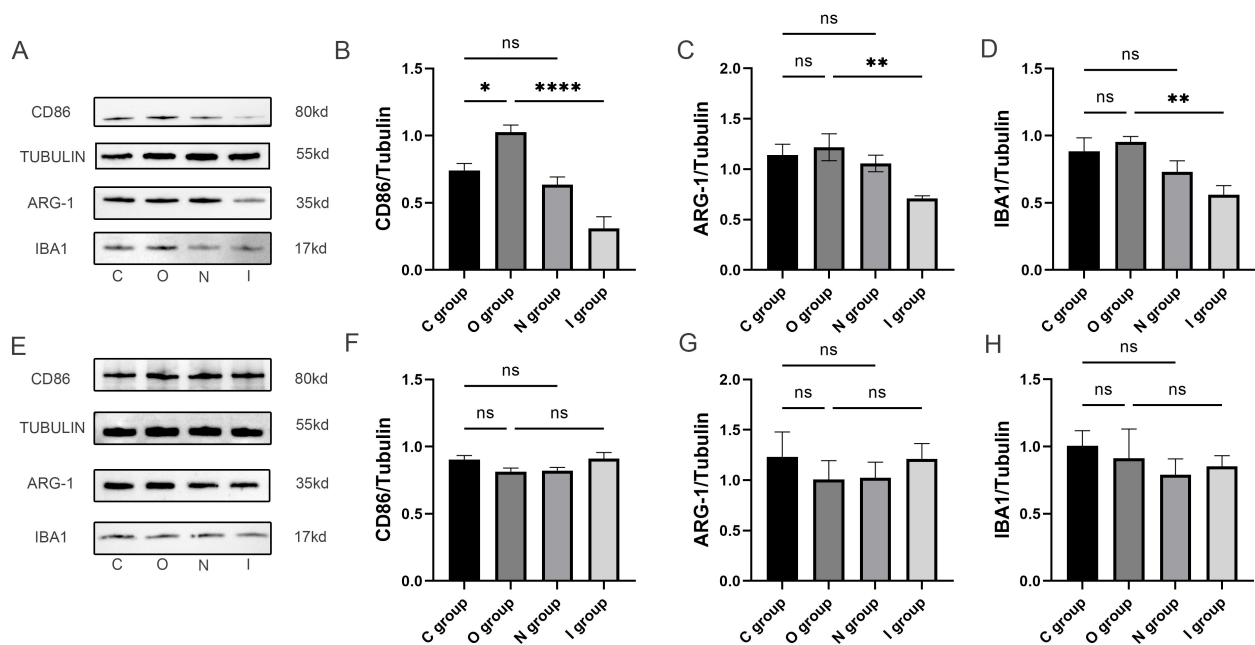 A
CD86
80kd
TUBULIN
55kd
ARG-1
35kd
IBA1
17kd
C O N I
B
ns
* ****
1.5
1.0
0.5
0.0
CD86/Tubulin
C group
O group
N group
I group
C
ns
ns **
2.0
1.5
1.0
0.5
0.0
ARG-1/Tubulin
C group
O group
N group
I group
D
ns
ns **
1.5
1.0
0.5
0.0
IBA1/Tubulin
C group
O group
N group
I group
E
CD86
80kd
TUBULIN
55kd
ARG-1
35kd
IBA1
17kd
C O N I
F
ns
ns ns
1.5
1.0
0.5
0.0
CD86/Tubulin
C group
O group
N group
I group
G
ns
ns ns
2.0
1.5
1.0
0.5
0.0
ARG-1/Tubulin
C group
O group
N group
I group
H
ns
ns ns
1.5
1.0
0.5
0.0
IBA1/Tubulin
C group
O group
N group
I group